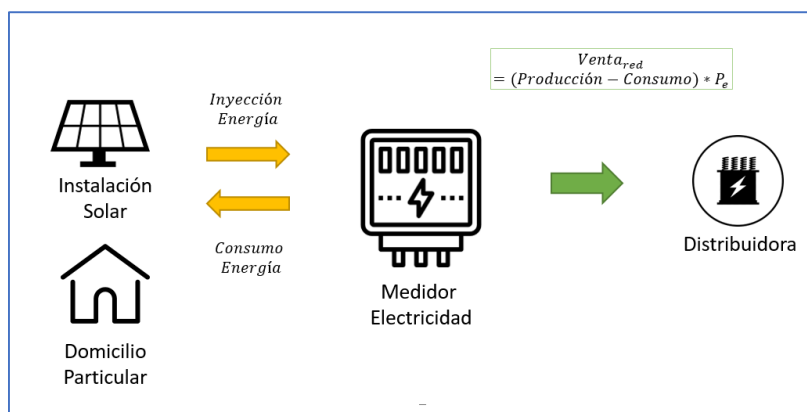 Venta_red
= (Producción − Consumo) * P_e
Inyección
Energía
Instalación
Solar
Consumo
Energía
Domicilio
Particular
Medidor
Electricidad
Distribuidora